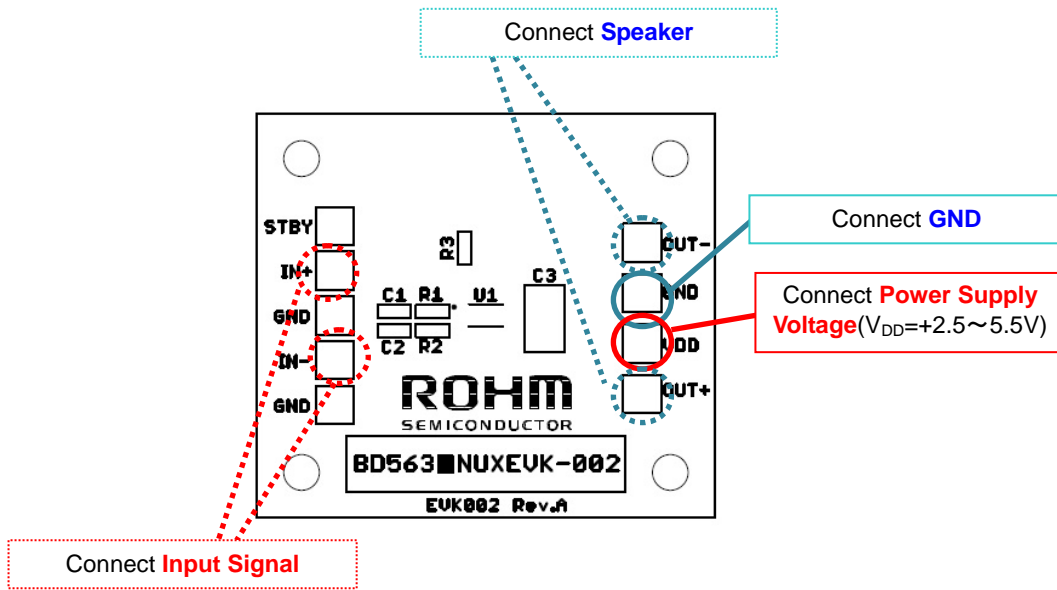 Connect Speaker
STBY
IN+
GND
IN-
GND
R3
C1 R1 U1
C2 R2
C3
OUT-
GND
VDD
OUT+
Connect GND
Connect Power Supply
Voltage(VDD=+2.5～5.5V)
ROHM
SEMICONDUCTOR
BD563■NUXEVK-002
EVK002 Rev.A
Connect Input Signal